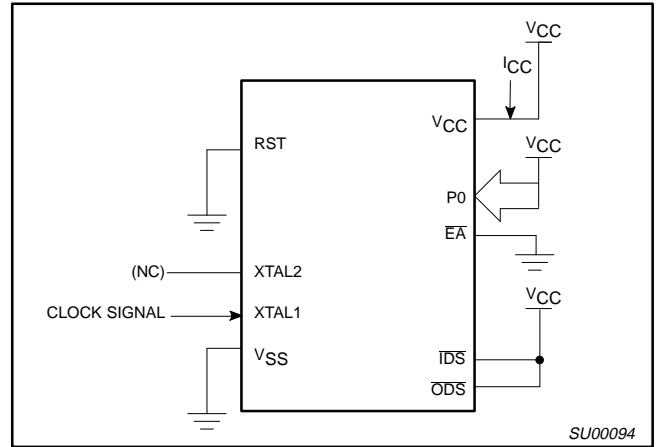 VCC
ICC
VCC
RST
VCC
P0
EA
(NC)
XTAL2
CLOCK SIGNAL
XTAL1
VCC
VSS
IDS
ODS
SU00094